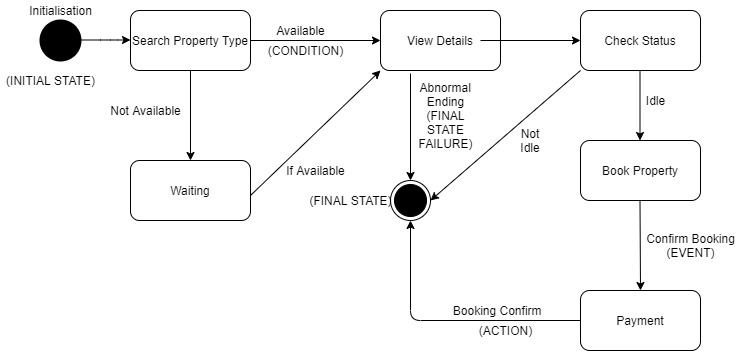 Initialisation
(INITIAL STATE)
Search Property Type
Available
(CONDITION)
View Details
Check Status
Not Available
Waiting
If Available
Abnormal
Ending
(FINAL
STATE
FAILURE)
Not
Idle
Idle
Book Property
(FINAL STATE)
Confirm Booking
(EVENT)
Booking Confirm
(ACTION)
Payment